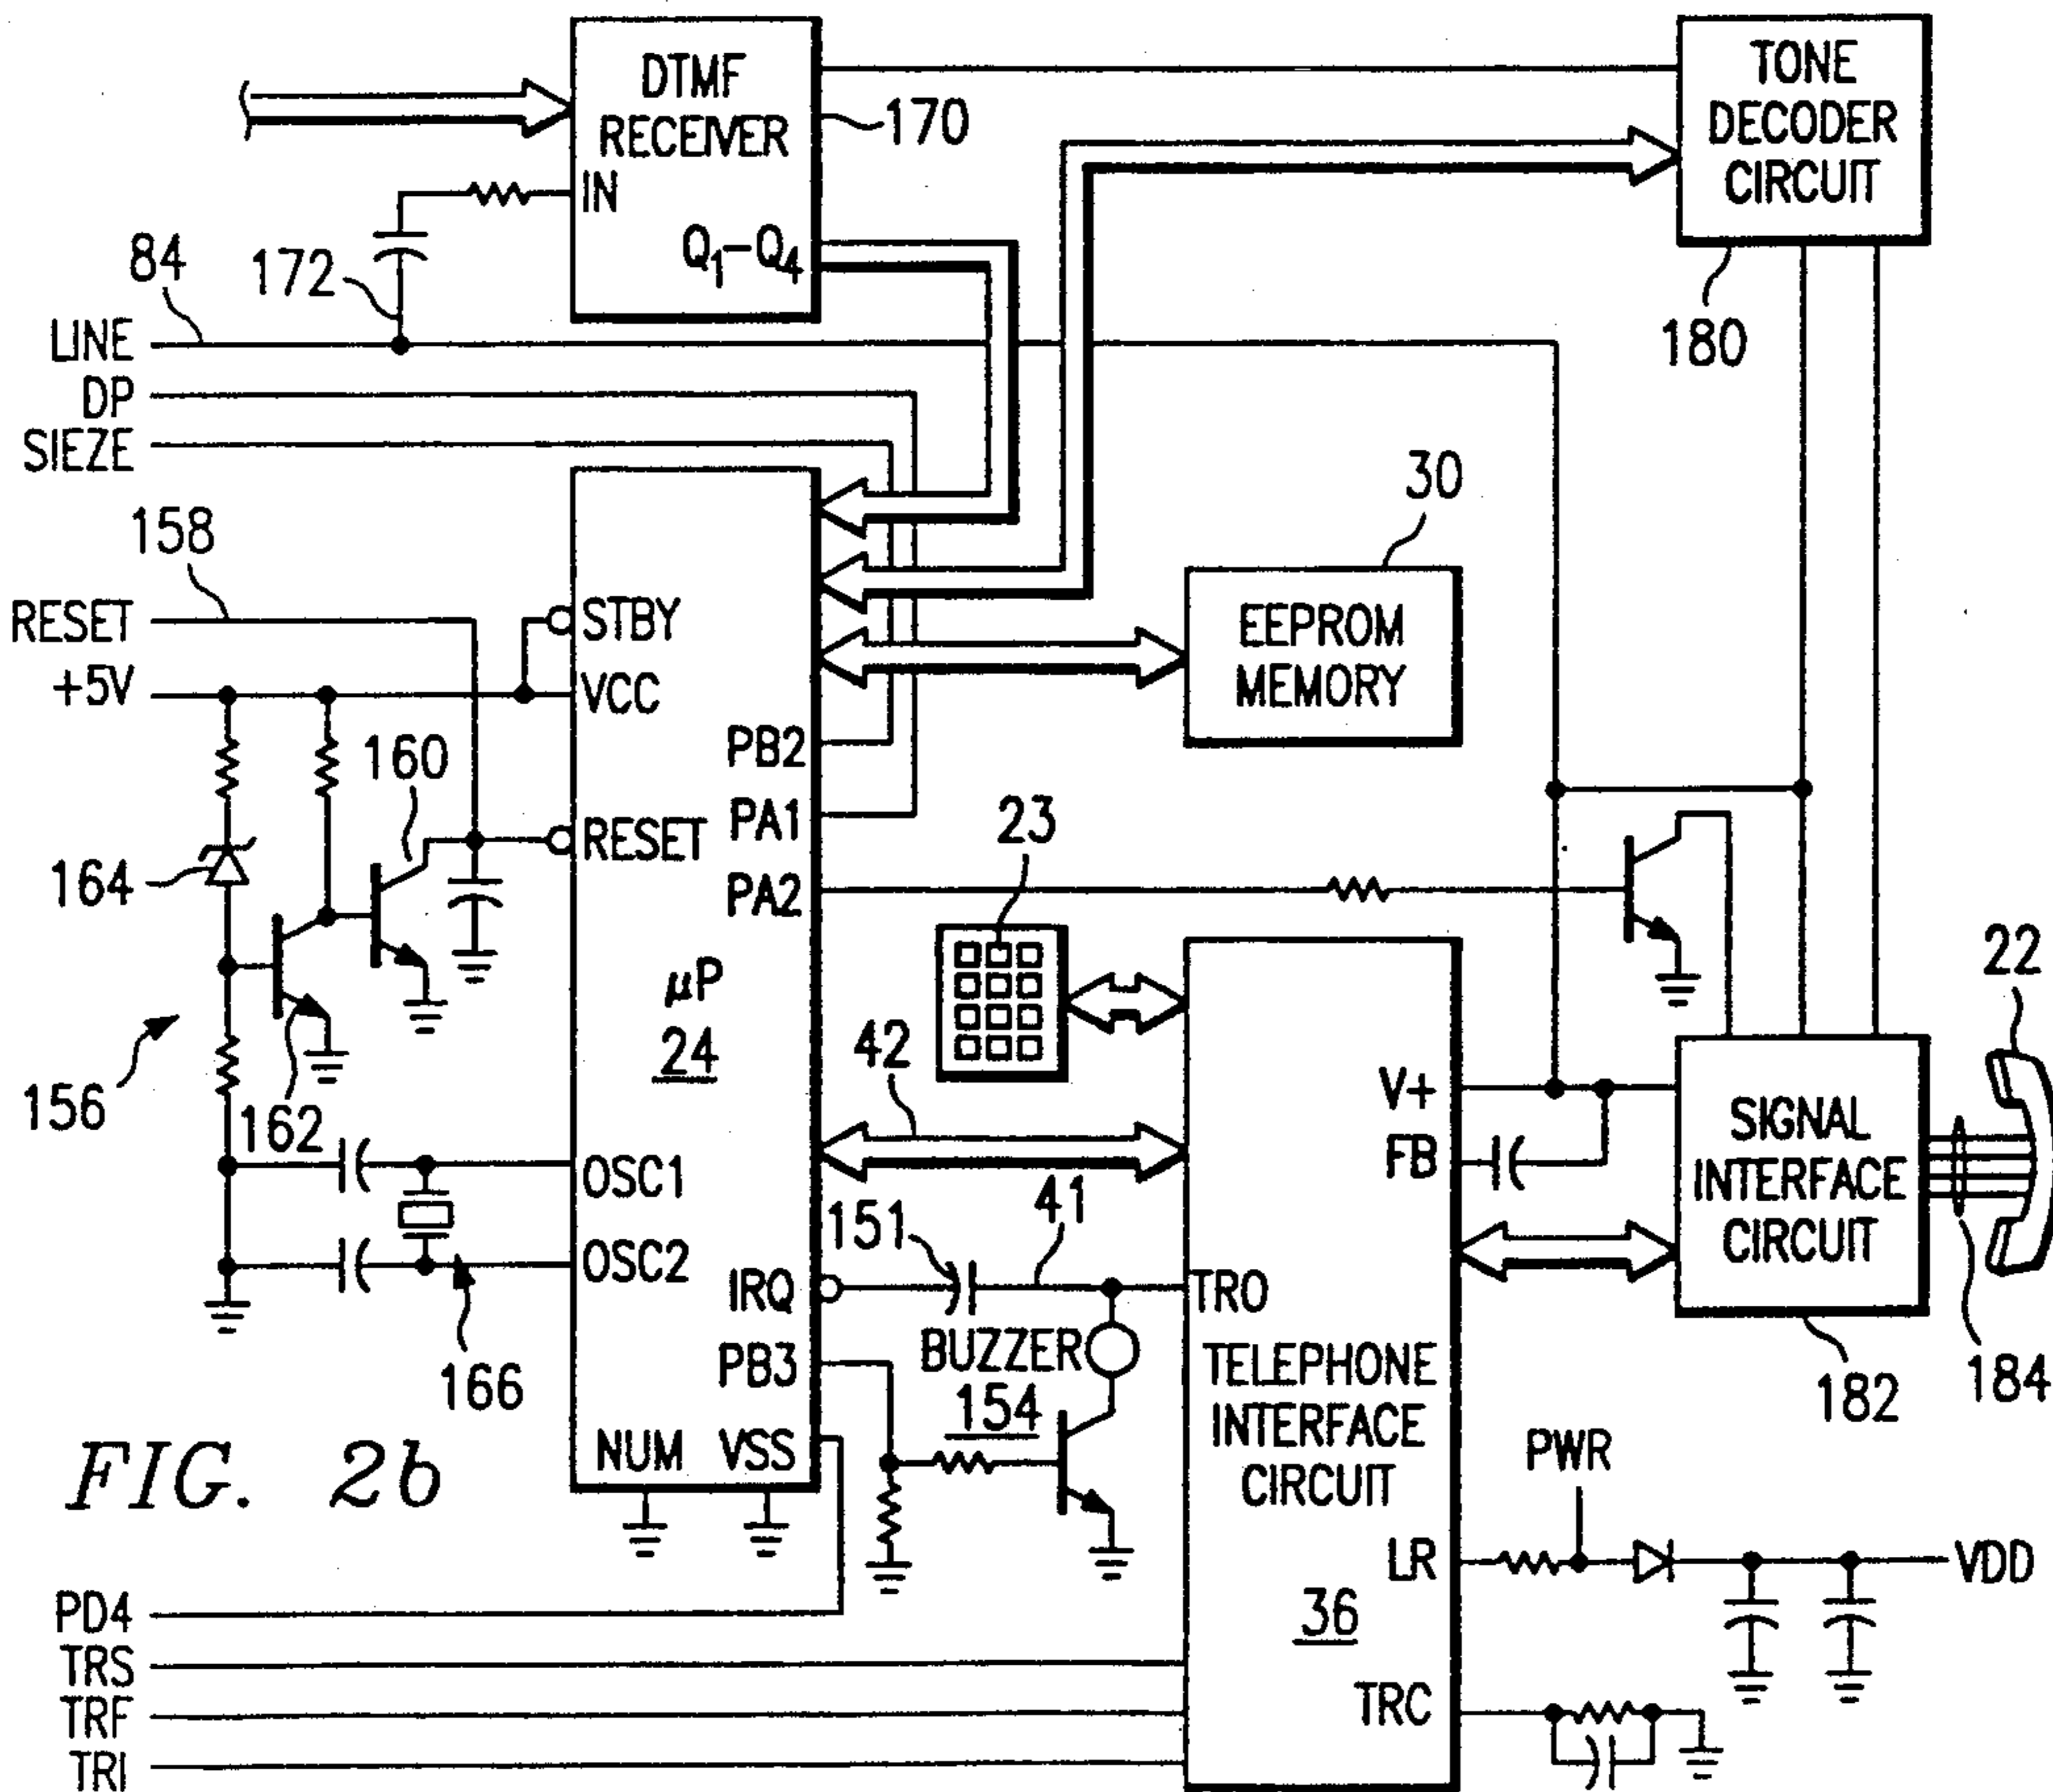 DTMF
RECEIVER
170
IN
Q1-Q4
TONE
DECODER
CIRCUIT
180
84
172
LINE
DP
SIEZE
158
RESET
+5V
STBY
VCC
160
164
RESET
PB2
PA1
PA2
30
EEPROM
MEMORY
23
22
156
162
μP
24
42
V+
FB
SIGNAL
INTERFACE
CIRCUIT
OSC1
OSC2
166
151
41
IRQ
TRO
BUZZER
154
PB3
TELEPHONE
INTERFACE
CIRCUIT
182
184
NUM
VSS
FIG. 2b
PWR
LR
VDD
36
PD4
TRS
TRF
TRI
TRC